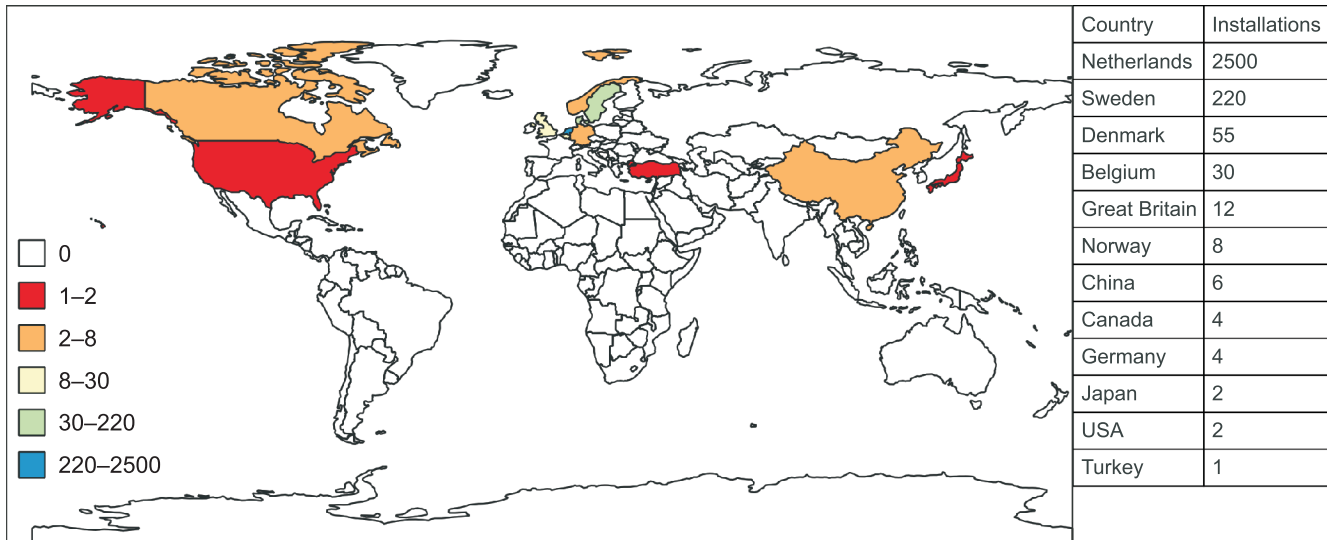 0
1–2
2–8
8–30
30–220
220–2500
Country Installations
Netherlands 2500
Sweden 220
Denmark 55
Belgium 30
Great Britain 12
Norway 8
China 6
Canada 4
Germany 4
Japan 2
USA 2
Turkey 1